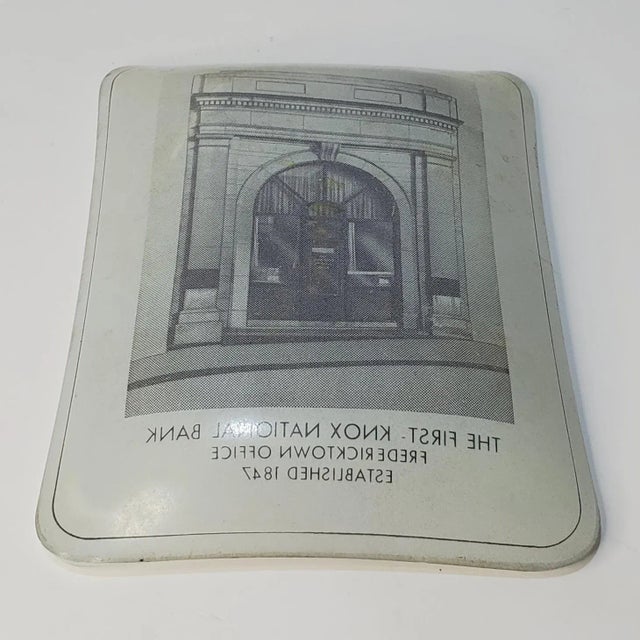 THE FIRST - KNOX NATIONAL BANK
FREDERICKTOWN OFFICE
ESTABLISHED 1847